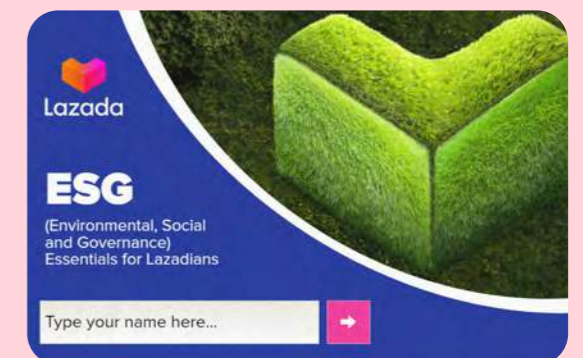 Lazada
ESG
(Environmental, Social
and Governance)
Essentials for Lazadians
Type your name here...